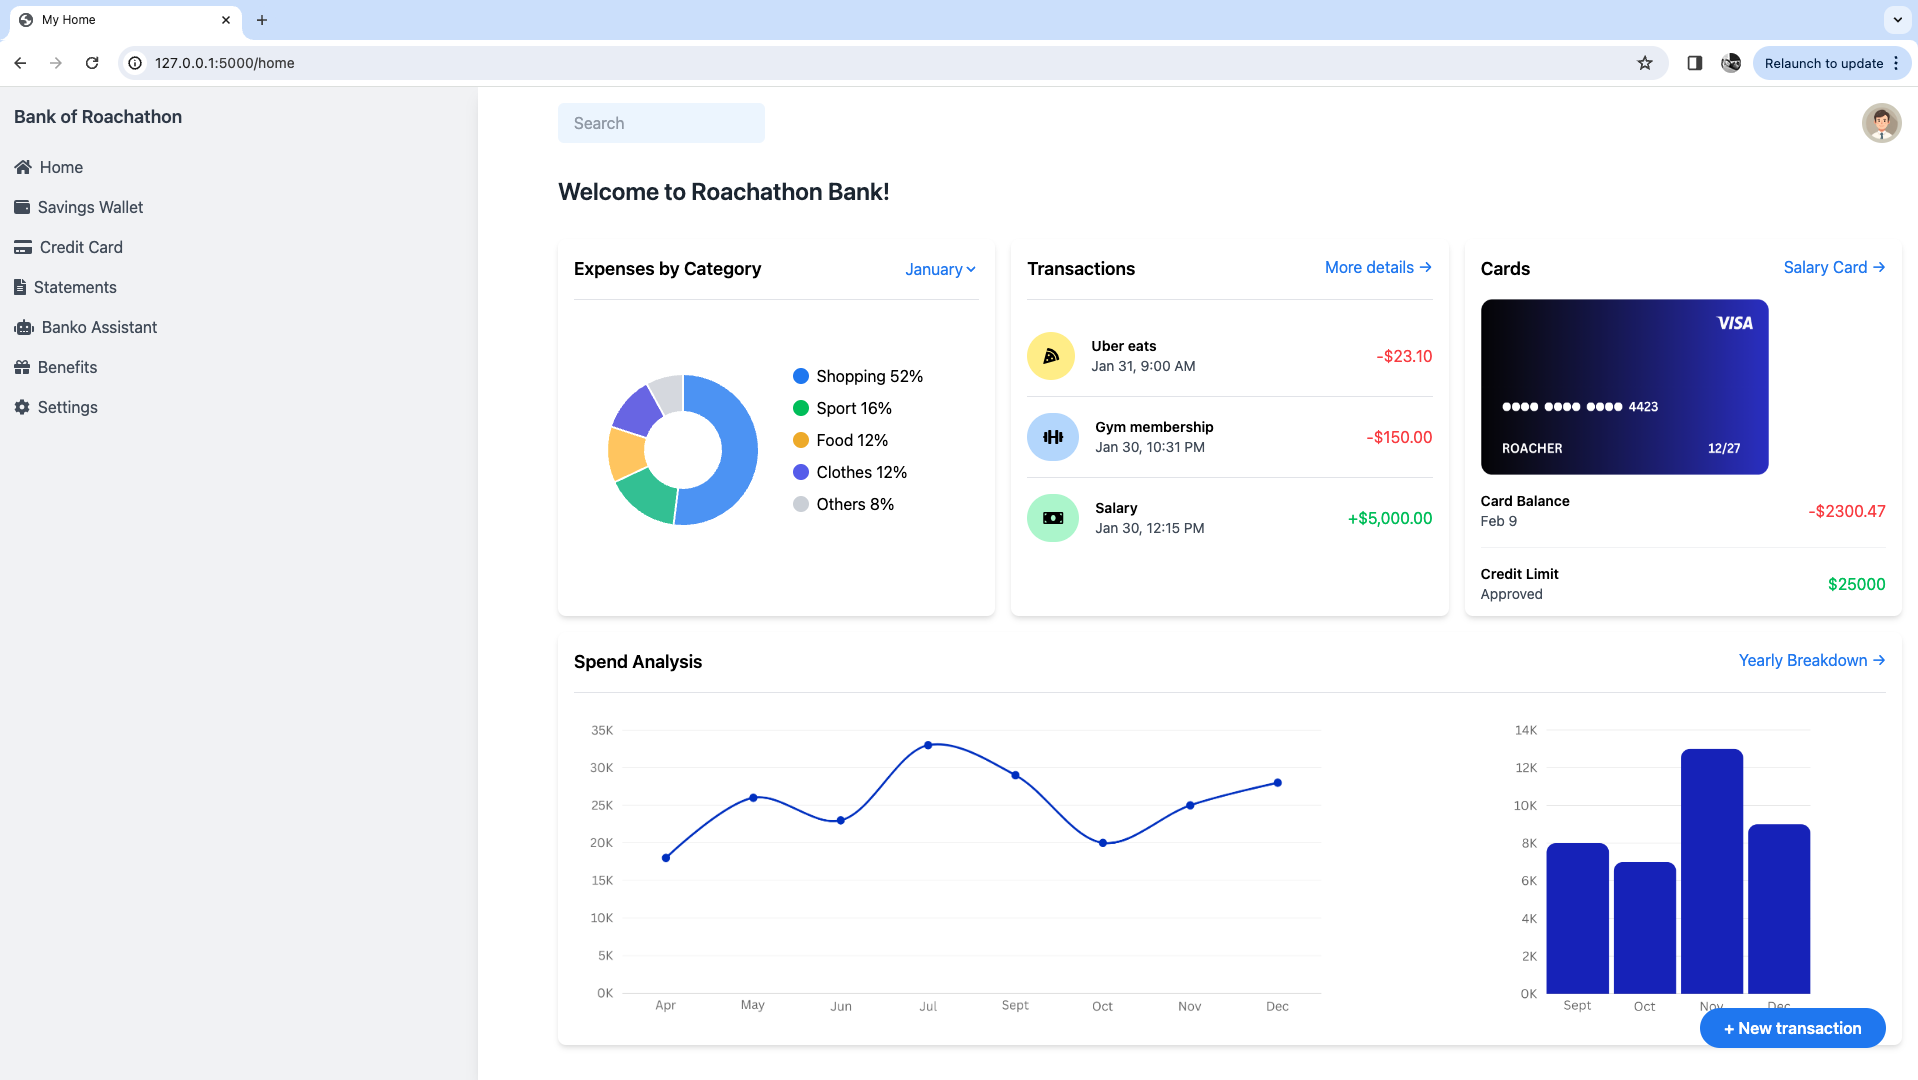 My Home
127.0.0.1:5000/home
Relaunch to update
Bank of Roachathon
Home
Savings Wallet
Credit Card
Statements
Banko Assistant
Benefits
Settings
Search
Welcome to Roachathon Bank!
Expenses by Category
January
Shopping 52%
Sport 16%
Food 12%
Clothes 12%
Others 8%
Transactions
More details →
Uber eats
Jan 31, 9:00 AM
-$23.10
Gym membership
Jan 30, 10:31 PM
-$150.00
Salary
Jan 30, 12:15 PM
+$5,000.00
Cards
Salary Card →
VISA
●●●● ●●●● ●●●● 4423
ROACHER 12/27
Card Balance
Feb 9
-$2300.47
Credit Limit
Approved
$25000
Spend Analysis
Yearly Breakdown →
35K
30K
25K
20K
15K
10K
5K
0K
Apr May Jun Jul Sept Oct Nov Dec
14K
12K
10K
8K
6K
4K
2K
0K
Sept Oct Nov Dec
+ New transaction